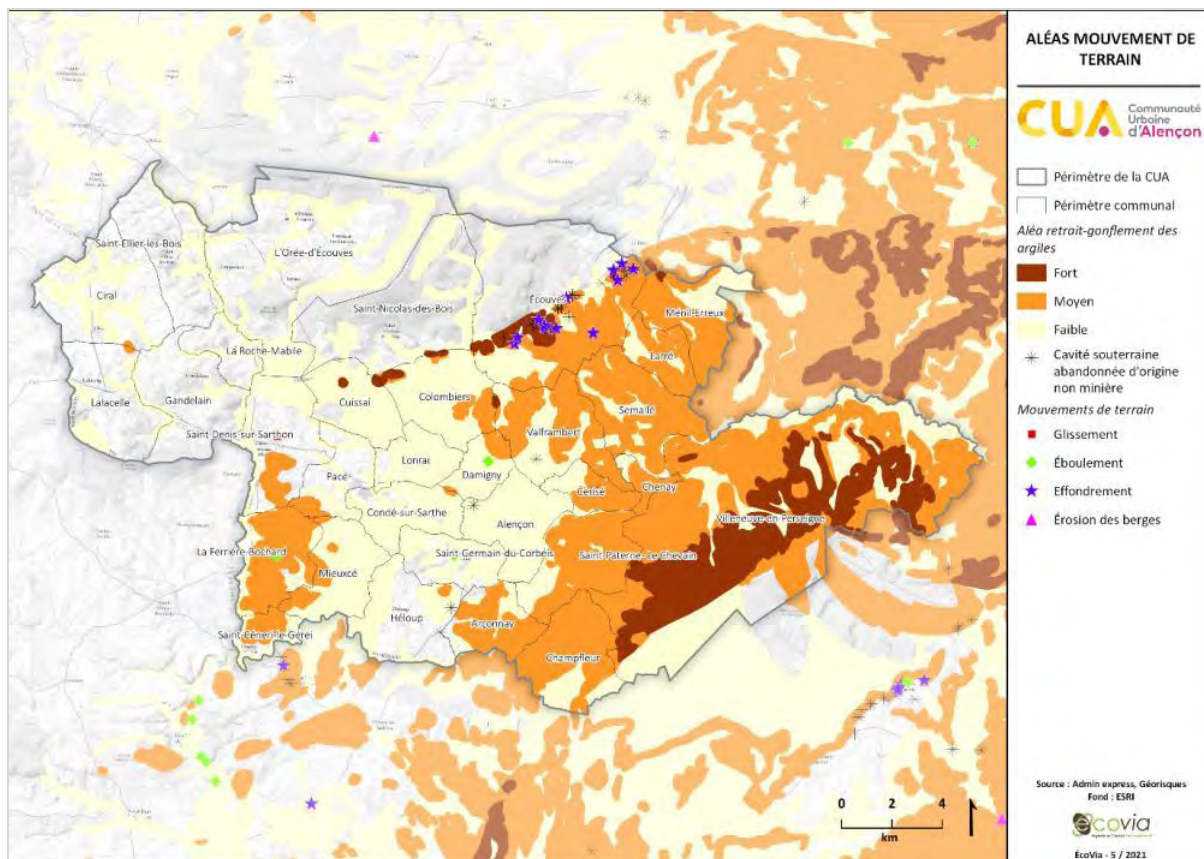 ALÉAS MOUVEMENT DE
TERRAIN
CUA Communauté
Urbaine
d'Alençon
Périmètre de la CUA
Périmètre communal
Aléa retrait-gonflement des
argiles
Fort
Moyen
Faible
Cavité souterraine
abandonnée d'origine
non minière
Mouvements de terrain
Glissement
Éboulement
Effondrement
Érosion des berges
Saint-Ellier-les-Bois
L'Orée-d'Écouves
Ciral
Saint-Nicolas-des-Bois
Écouves
Ménil-Erreux
La Roche-Mabile
Larré
Lalacelle
Gandelain
Cuissai
Colombiers
Semallé
Valframbert
Saint-Denis-sur-Sarthon
Lonrai
Pacé
Damigny
Cerisé
Chenay
Condé-sur-Sarthe
Alençon
Villeneuve-en-Perseigne
La Ferrière-Bochard
Saint-Germain-du-Corbéis
Saint-Paterne- Le Chevain
Mieuxcé
Héloup
Arçonnay
Saint-Céneri-le-Gérei
Champfleur
0 2 4
km
Source : Admin express, Géorisques
Fond : ESRI
écovia
ÉcoVia - 5 / 2021